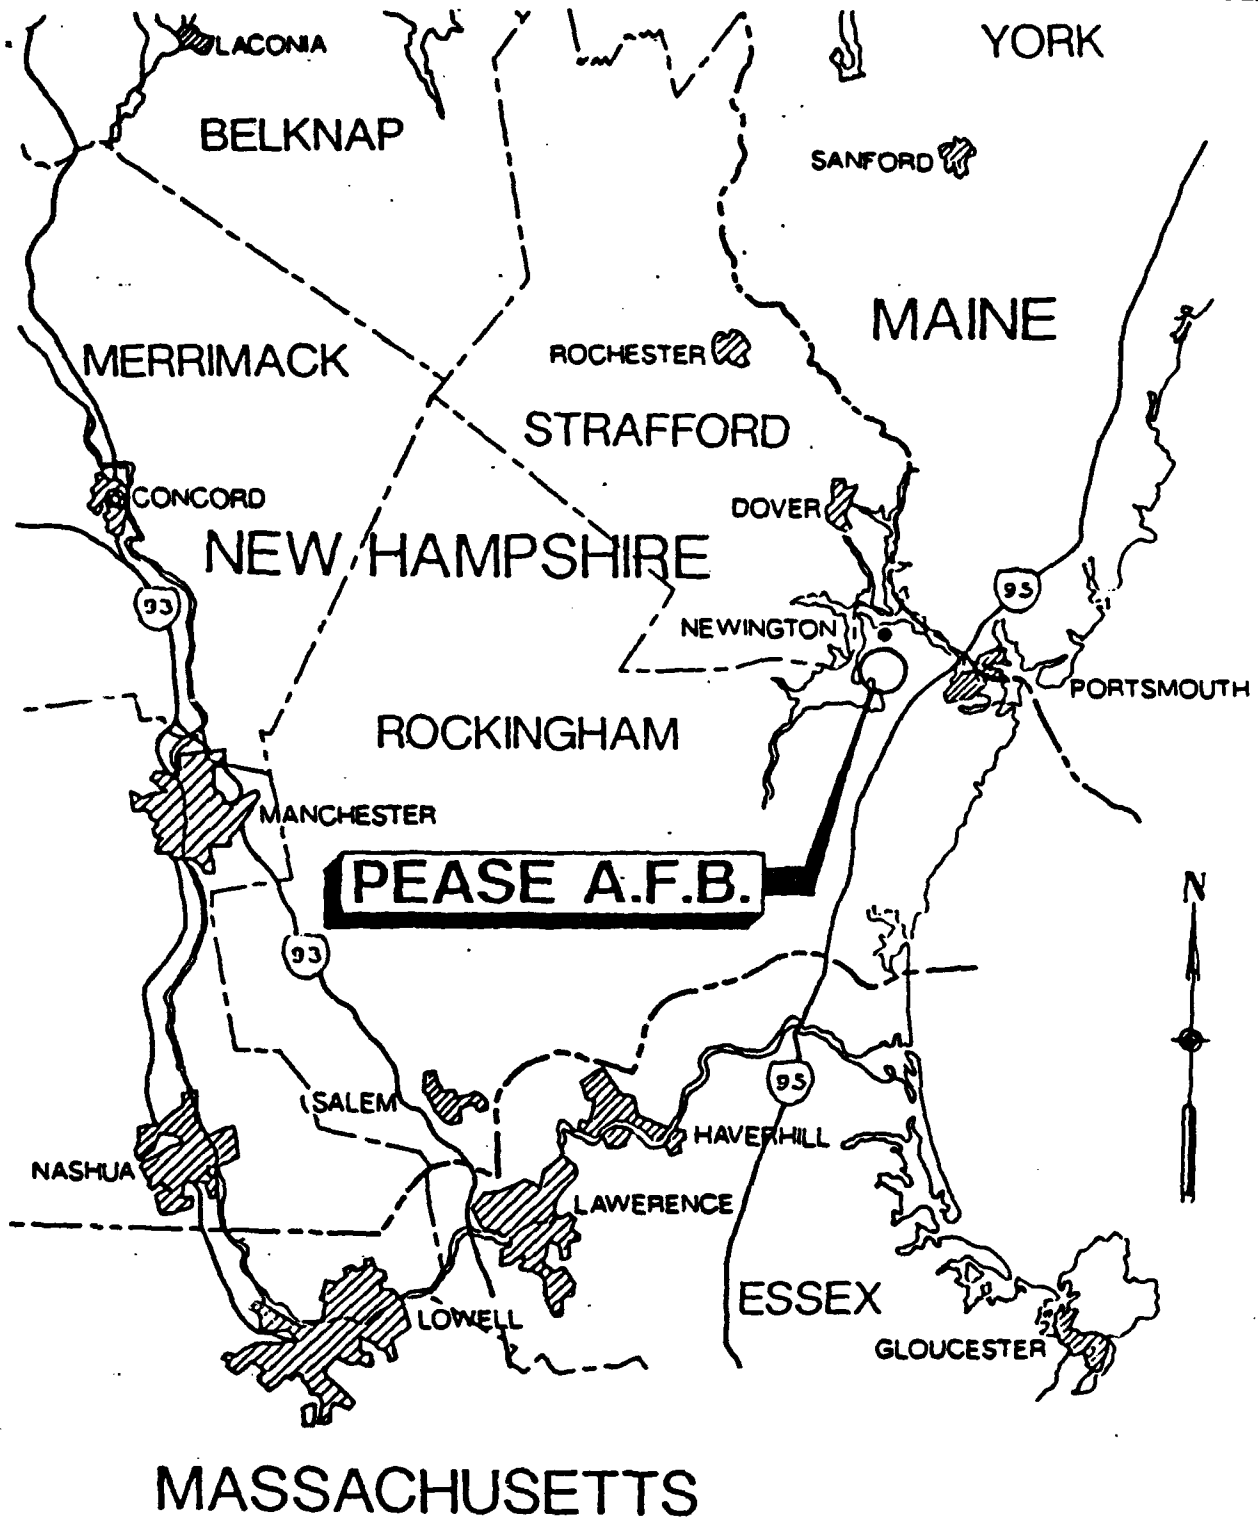 LACONIA
YORK
BELKNAP
SANFORD
MAINE
MERRIMACK
ROCHESTER
STRAFFORD
CONCORD
DOVER
NEW HAMPSHIRE
93
95
NEWINGTON
PORTSMOUTH
ROCKINGHAM
MANCHESTER
PEASE A.F.B.
N
93
95
SALEM
HAVERHILL
NASHUA
LAWERENCE
ESSEX
LOWELL
GLOUCESTER
MASSACHUSETTS